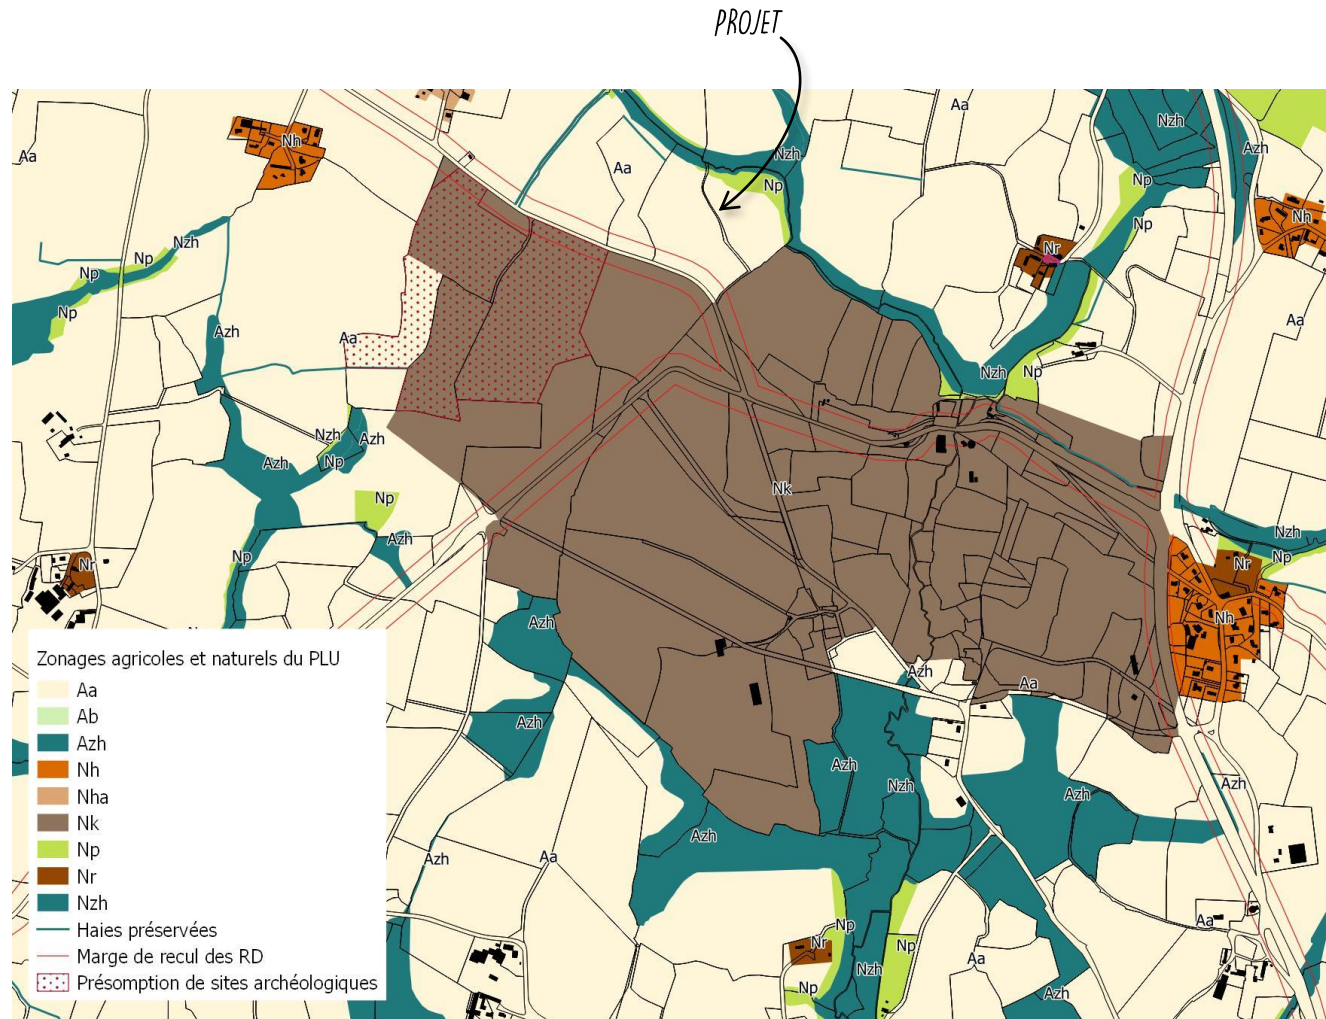 PROJET
Aa
Nzh
Azh
Aa
Nh
Nzh
Aa
Np
Np
Aa
Nh
Np
Nr
Nzh
Np
Np
Np
Azh
Aa
Aa
Nzh
Np
Nzh
Azh
Np
Azh
Nk
Np
Azh
Nzh
Np
Np
Nr
Nr
Azh
Nh
Azh
Aa
Azh
Azh
Nzh
Azh
Azh
Azh
Azh
Aa
Np
Nr
Np
Aa
Aa
Nzh
Np
Azh
Zonages agricoles et naturels du PLU
Aa
Ab
Azh
Nh
Nha
Nk
Np
Nr
Nzh
Haies préservées
Marge de recul des RD
Présomption de sites archéologiques